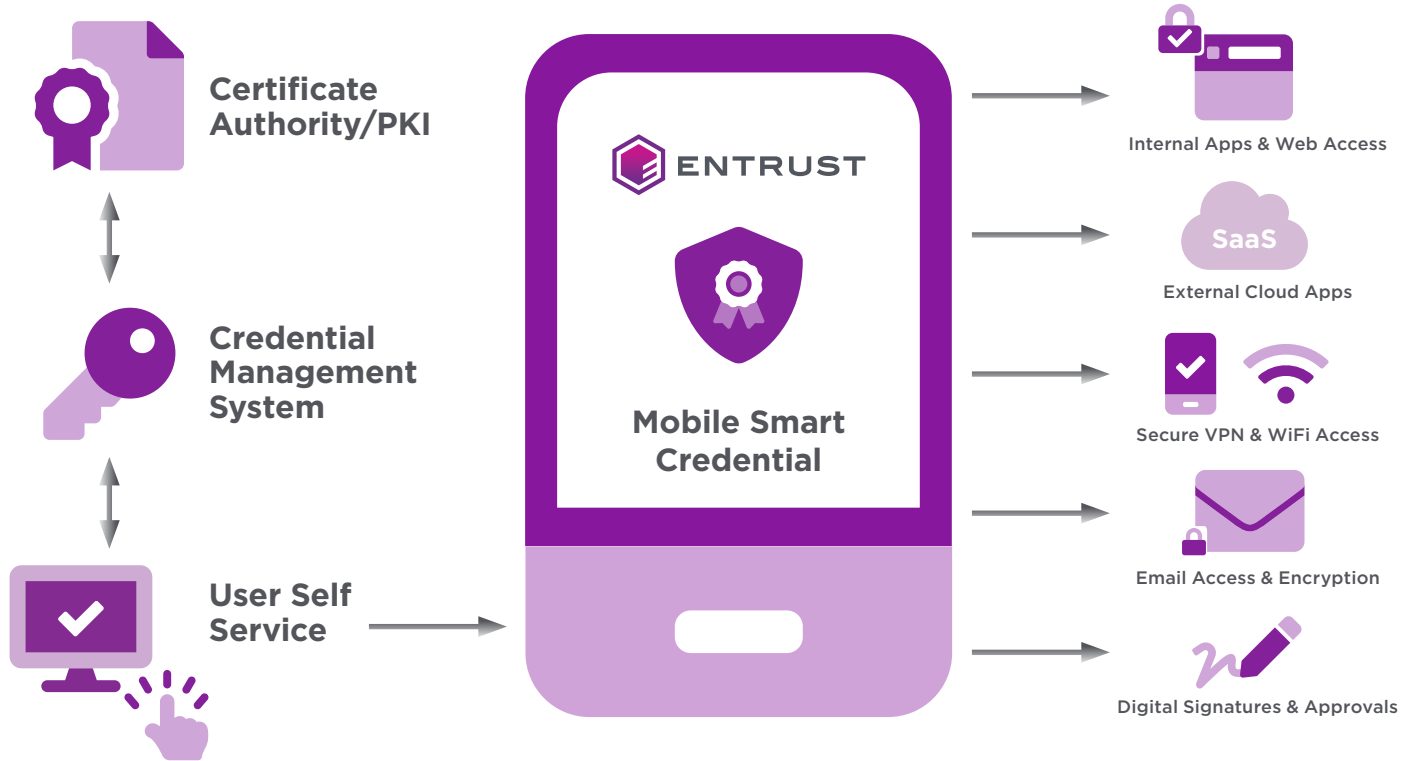 Certificate
Authority/PKI
Credential
Management
System
User Self
Service
ENTRUST
Mobile Smart
Credential
Internal Apps & Web Access
SaaS
External Cloud Apps
Secure VPN & WiFi Access
Email Access & Encryption
Digital Signatures & Approvals